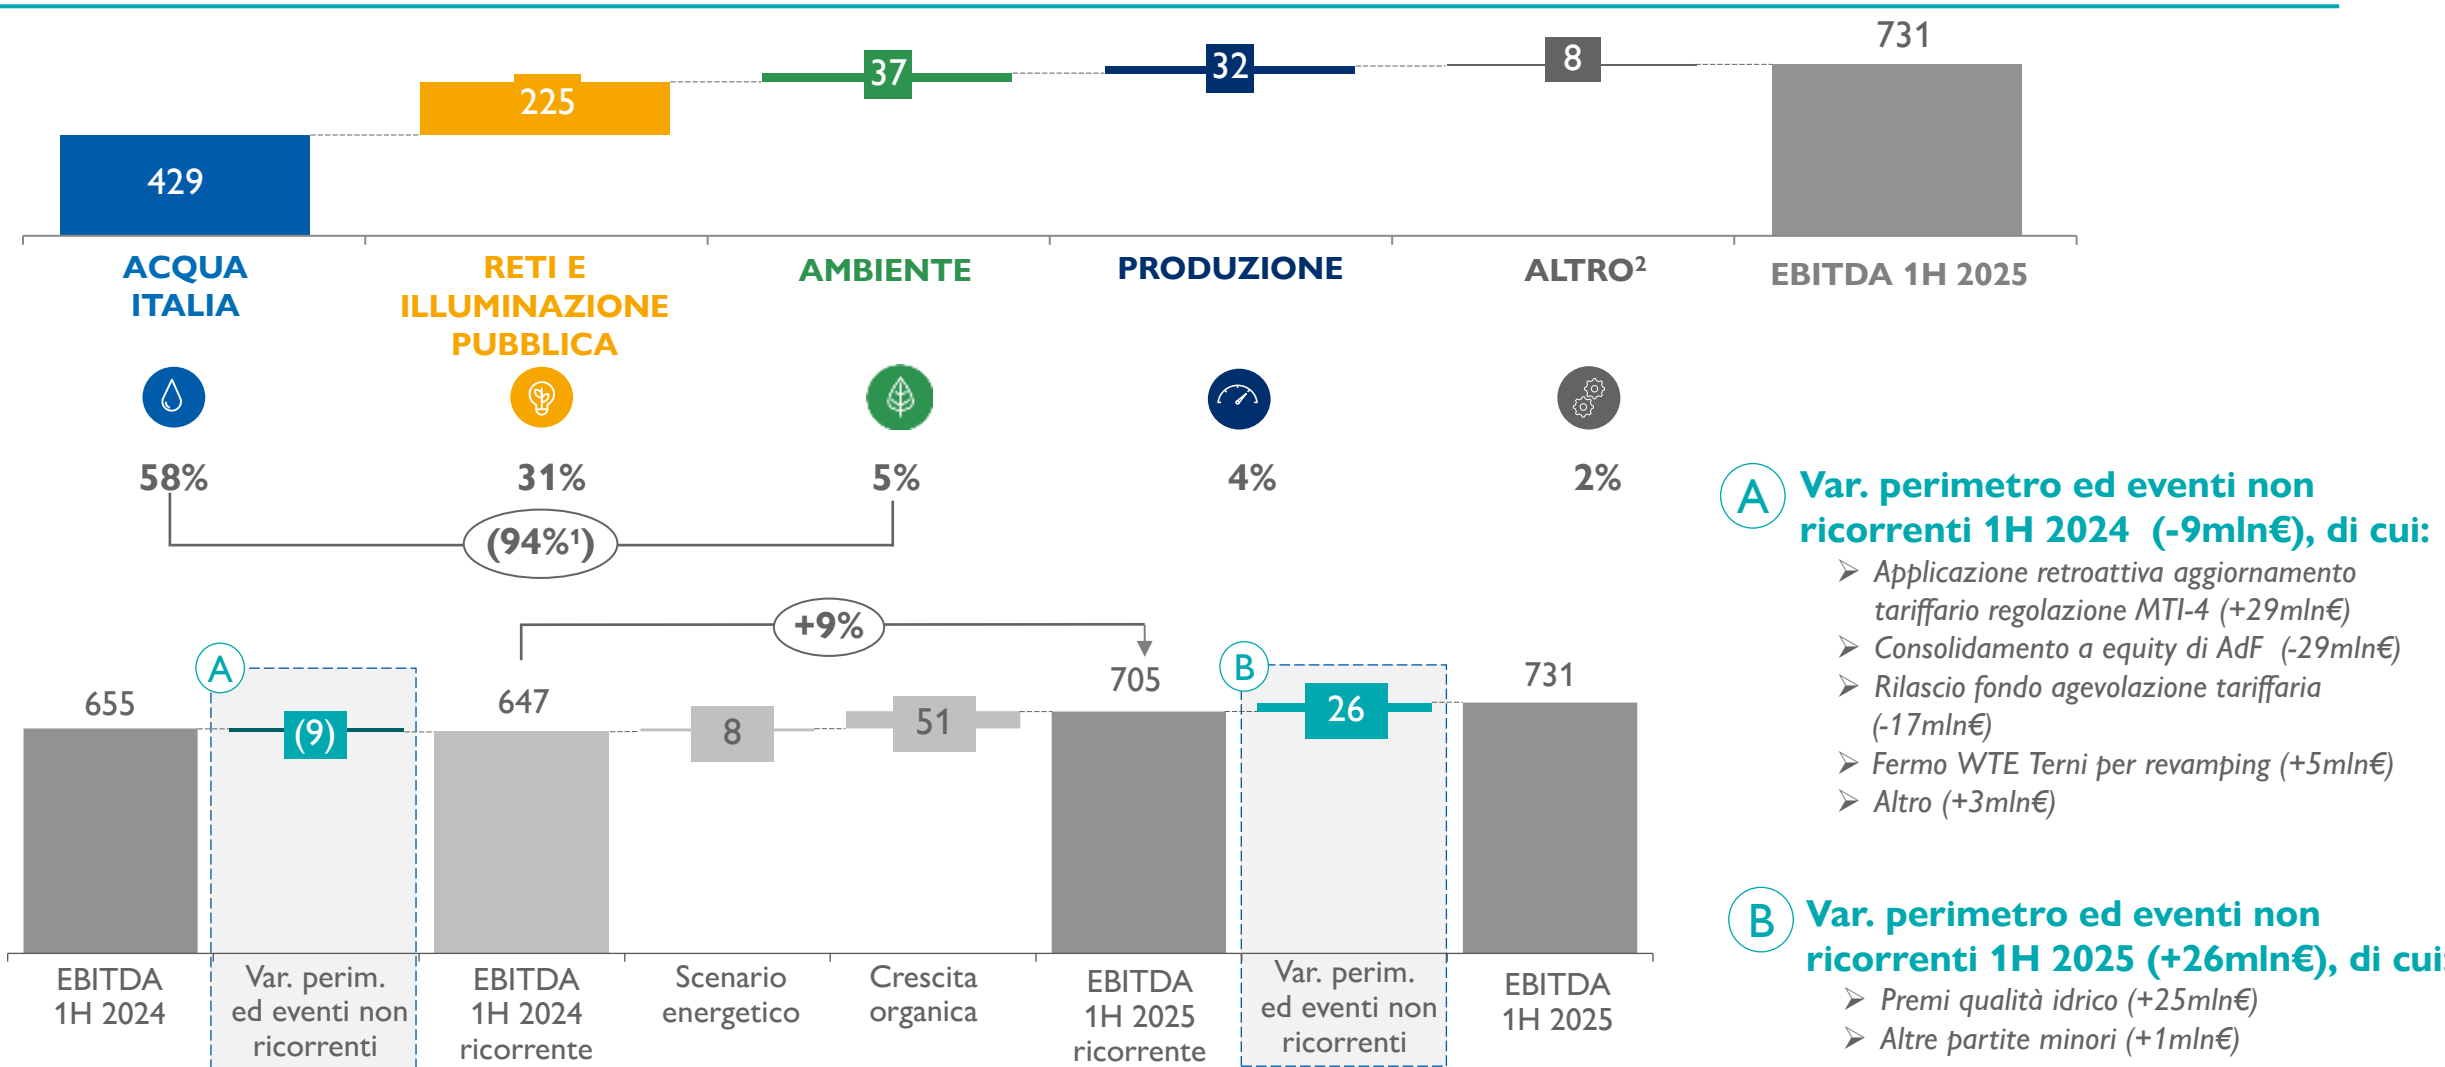 731
8
32
37
225
429
ACQUA
ITALIA
RETI E
ILLUMINAZIONE
PUBBLICA
AMBIENTE
PRODUZIONE
ALTRO²
EBITDA 1H 2025
58%
31%
5%
4%
2%
(94%¹)
+9%
A
B
655
(9)
647
8
51
705
26
731
EBITDA
1H 2024
Var. perim.
ed eventi non
ricorrenti
EBITDA
1H 2024
ricorrente
Scenario
energetico
Crescita
organica
EBITDA
1H 2025
ricorrente
Var. perim.
ed eventi non
ricorrenti
EBITDA
1H 2025
A
Var. perimetro ed eventi non
ricorrenti 1H 2024 (-9mln€), di cui:
➢ Applicazione retroattiva aggiornamento
tariffario regolazione MTI-4 (+29mln€)
➢ Consolidamento a equity di AdF (-29mln€)
➢ Rilascio fondo agevolazione tariffaria
(-17mln€)
➢ Fermo WTE Terni per revamping (+5mln€)
➢ Altro (+3mln€)
B
Var. perimetro ed eventi non
ricorrenti 1H 2025 (+26mln€), di cui:
➢ Premi qualità idrico (+25mln€)
➢ Altre partite minori (+1mln€)